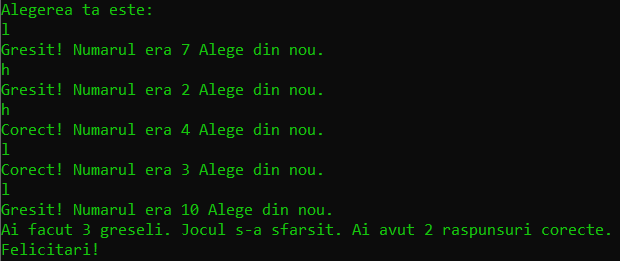 Alegerea ta este:
l
Gresit! Numarul era 7 Alege din nou.
h
Gresit! Numarul era 2 Alege din nou.
h
Corect! Numarul era 4 Alege din nou.
l
Corect! Numarul era 3 Alege din nou.
l
Gresit! Numarul era 10 Alege din nou.
Ai facut 3 greseli. Jocul s-a sfarsit. Ai avut 2 raspunsuri corecte.
Felicitari!